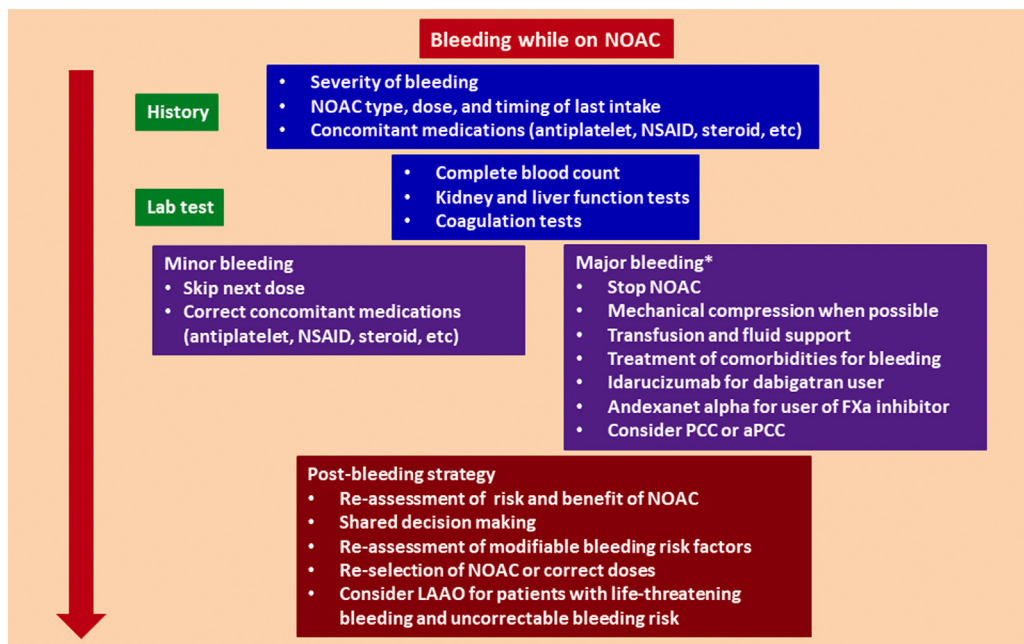 Bleeding while on NOAC
History
• Severity of bleeding
• NOAC type, dose, and timing of last intake
• Concomitant medications (antiplatelet, NSAID, steroid, etc)
Lab test
• Complete blood count
• Kidney and liver function tests
• Coagulation tests
Minor bleeding
• Skip next dose
• Correct concomitant medications
(antiplatelet, NSAID, steroid, etc)
Major bleeding*
• Stop NOAC
• Mechanical compression when possible
• Transfusion and fluid support
• Treatment of comorbidities for bleeding
• Idarucizumab for dabigatran user
• Andexanet alpha for user of FXa inhibitor
• Consider PCC or aPCC
Post-bleeding strategy
• Re-assessment of risk and benefit of NOAC
• Shared decision making
• Re-assessment of modifiable bleeding risk factors
• Re-selection of NOAC or correct doses
• Consider LAAO for patients with life-threatening
bleeding and uncorrectable bleeding risk